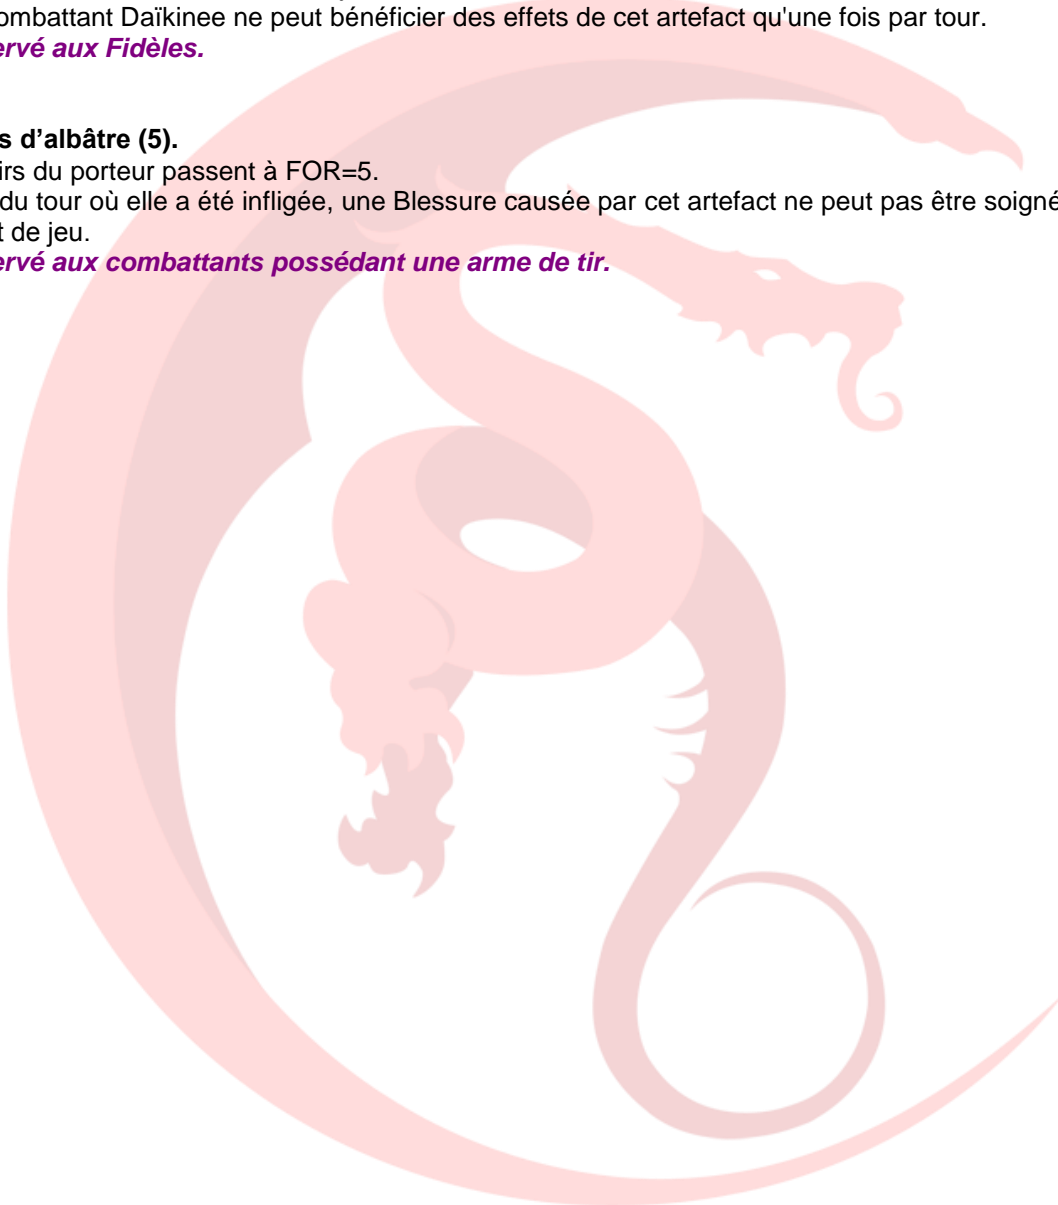 ombattant Daïkinee ne peut bénéficier des effets de cet artefact qu'une fois par tour.
ervé aux Fidèles.
s d’albâtre (5).
irs du porteur passent à FOR=5.
du tour où elle a été infligée, une Blessure causée par cet artefact ne peut pas être soigné
t de jeu.
ervé aux combattants possédant une arme de tir.